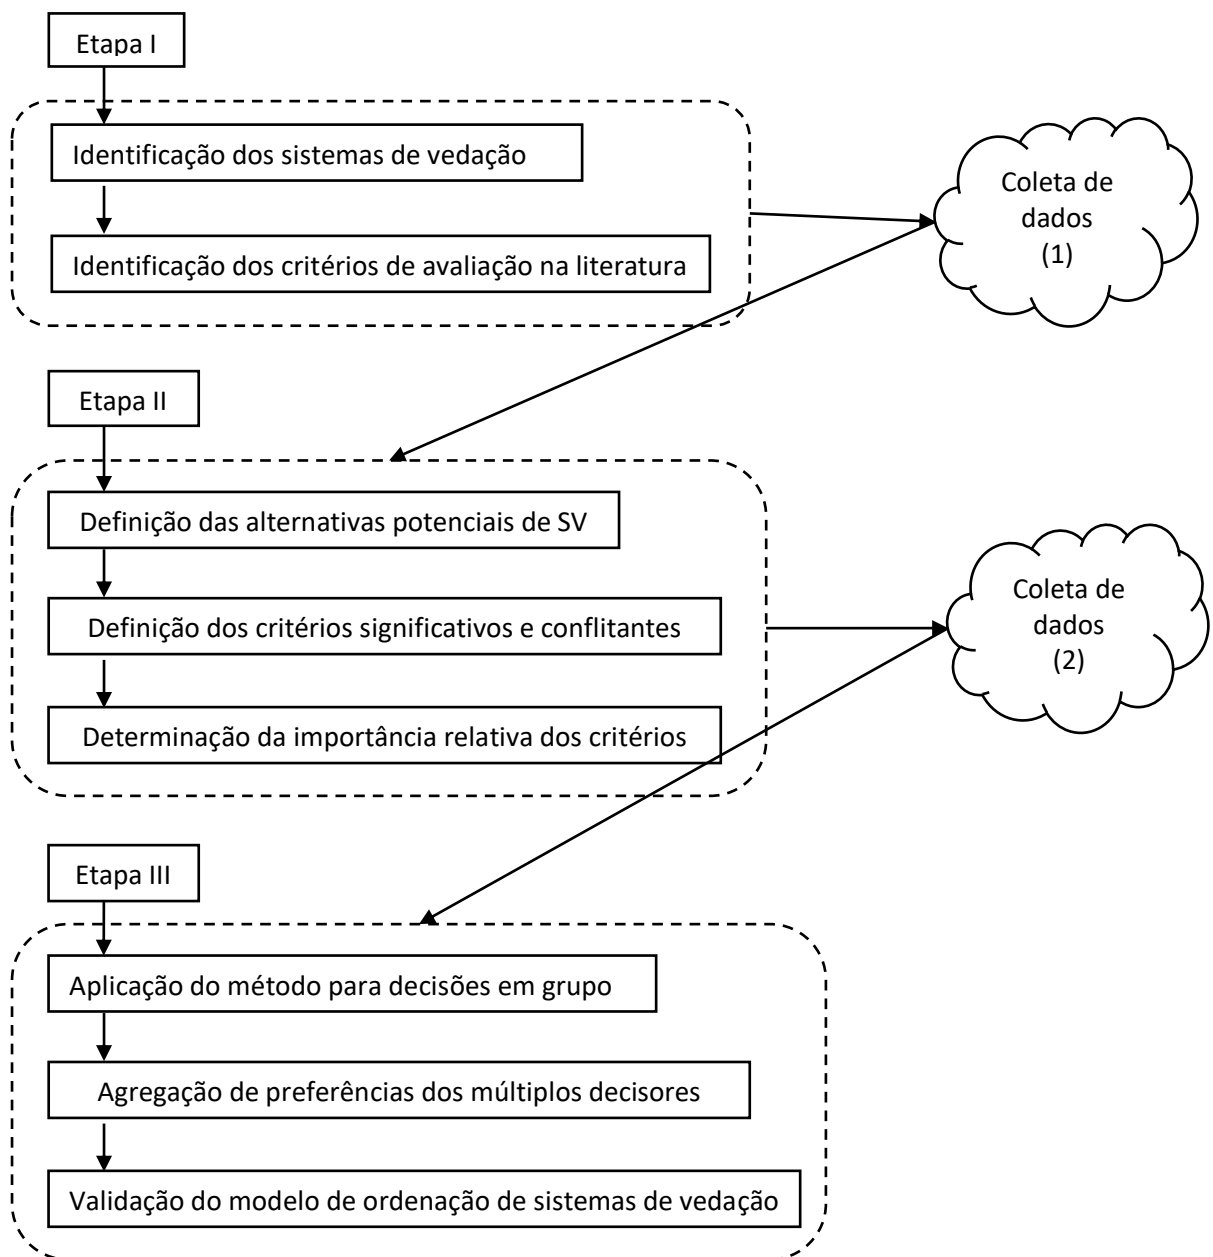 Etapa I
Identificação dos sistemas de vedação
Identificação dos critérios de avaliação na literatura
Coleta de
dados
(1)
Etapa II
Definição das alternativas potenciais de SV
Definição dos critérios significativos e conflitantes
Determinação da importância relativa dos critérios
Coleta de
dados
(2)
Etapa III
Aplicação do método para decisões em grupo
Agregação de preferências dos múltiplos decisores
Validação do modelo de ordenação de sistemas de vedação